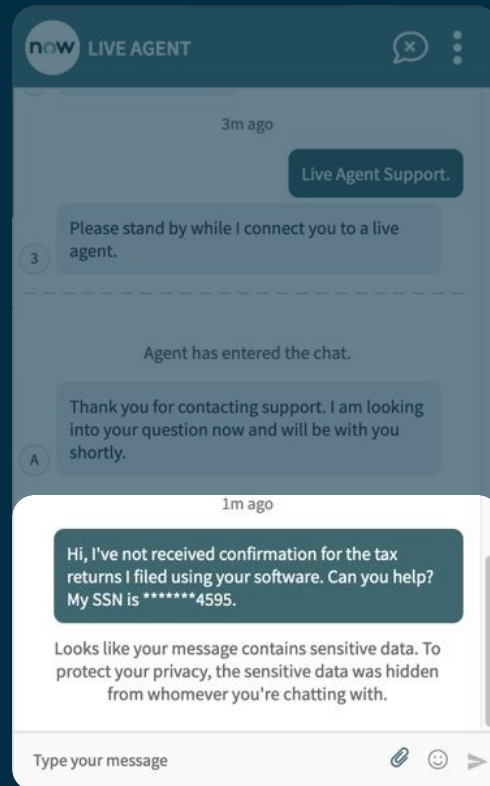 now LIVE AGENT
3m ago
Live Agent Support.
Please stand by while I connect you to a live
agent.
3
Agent has entered the chat.
Thank you for contacting support. I am looking
into your question now and will be with you
shortly.
A
1m ago
Hi, I've not received confirmation for the tax
returns I filed using your software. Can you help?
My SSN is *******4595.
Looks like your message contains sensitive data. To
protect your privacy, the sensitive data was hidden
from whomever you're chatting with.
Type your message